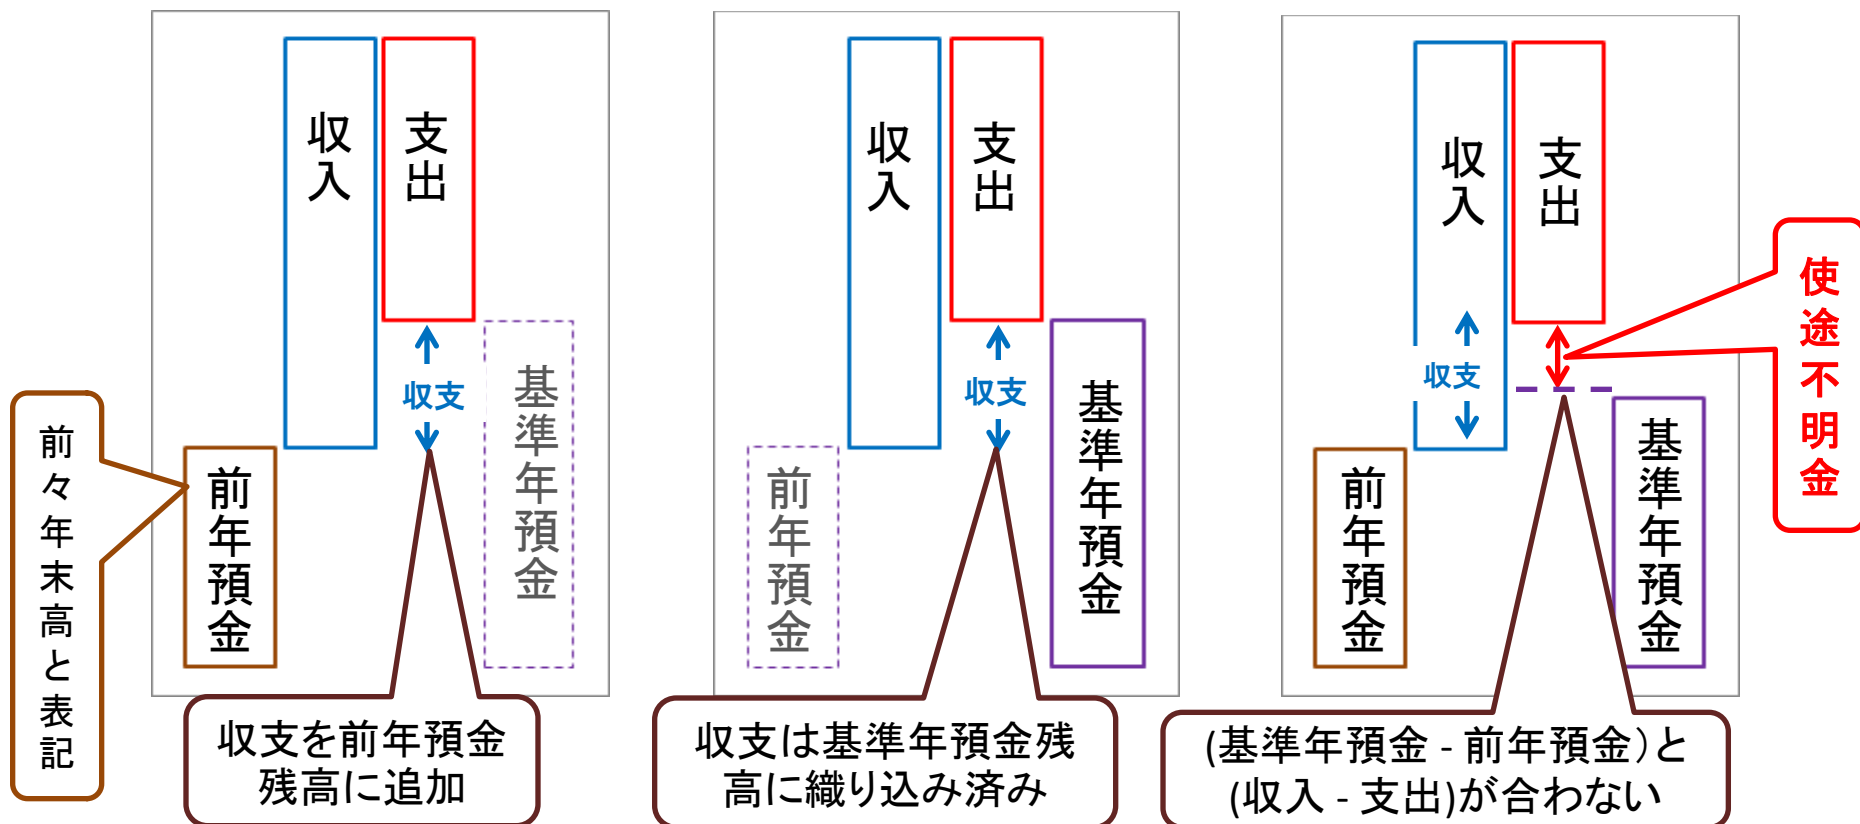 前々年末高と表記
前年預金
収入
支出
収支
基準年預金
収支を前年預金
残高に追加
前年預金
収入
支出
収支
基準年預金
収支は基準年預金残
高に織り込み済み
前年預金
収入
支出
収支
基準年預金
使途不明金
(基準年預金 - 前年預金)と
(収入 - 支出)が合わない